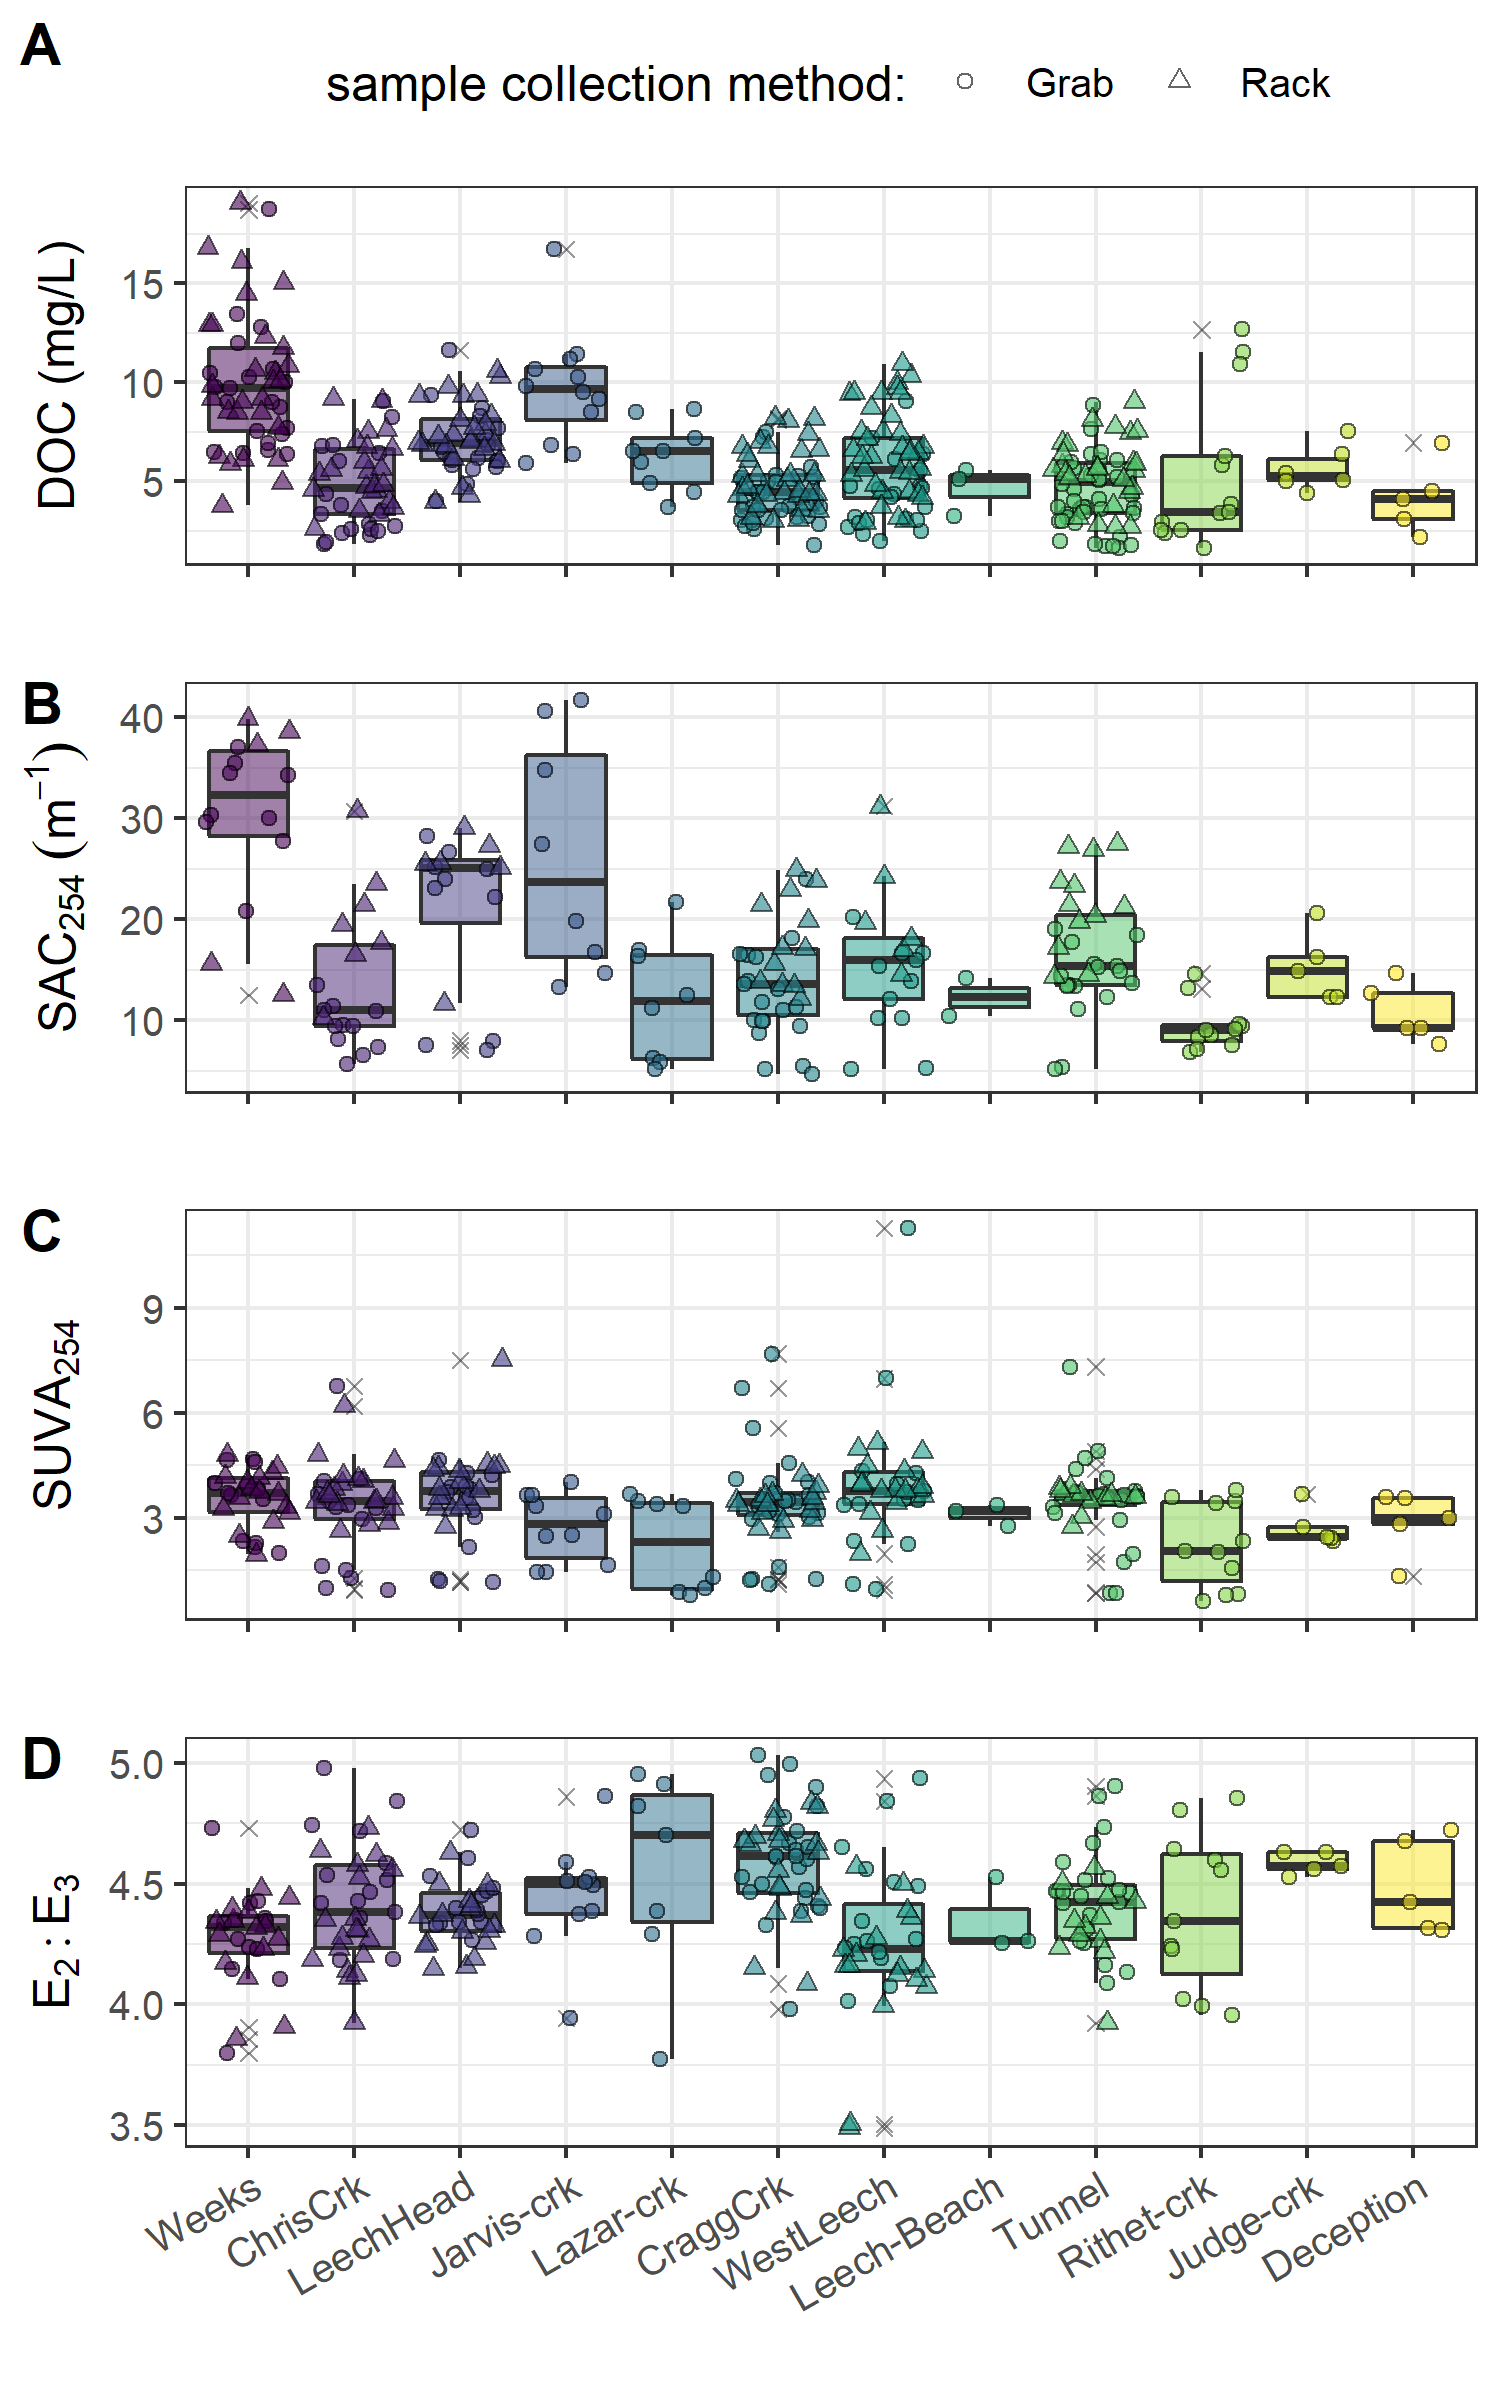 A
sample collection method: Grab Rack
DOC (mg/L)
15
10
5
B
SAC₂₅₄ (m⁻¹)
40
30
20
10
C
SUVA₂₅₄
9
6
3
D
E₂ : E₃
5.0
4.5
4.0
3.5
Weeks
ChrisCrk
LeechHead
Jarvis-crk
Lazar-crk
CraggCrk
WestLeech
Leech-Beach
Tunnel
Rithet-crk
Judge-crk
Deception